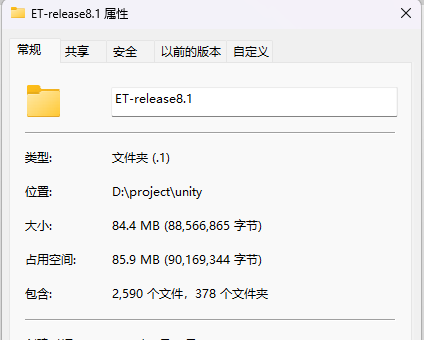 ET-release8.1 属性
常规 共享 安全 以前的版本 自定义
ET-release8.1
类型: 文件夹 (.1)
位置: D:\project\unity
大小: 84.4 MB (88,566,865 字节)
占用空间: 85.9 MB (90,169,344 字节)
包含: 2,590 个文件，378 个文件夹